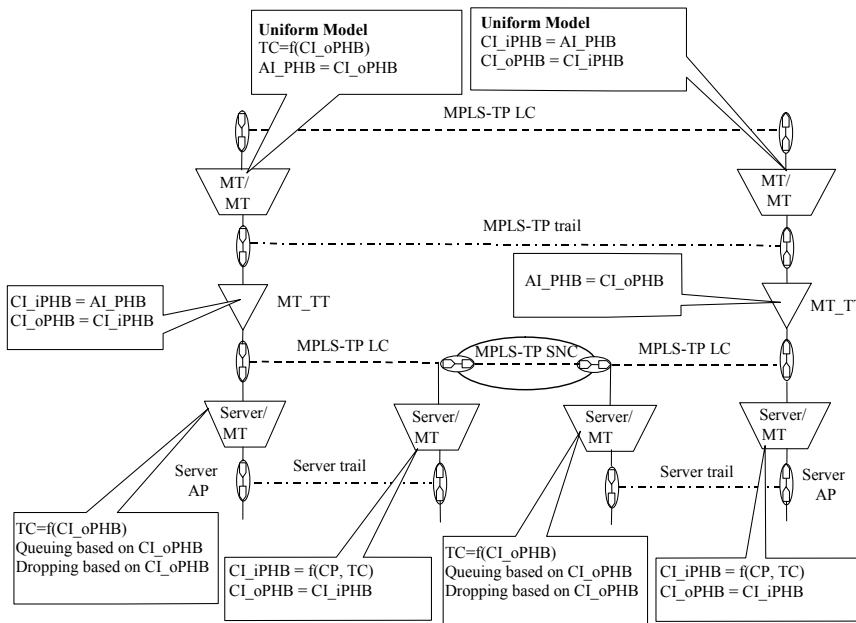 Uniform Model
TC=f(CI_oPHB)
AI_PHB = CI_oPHB
Uniform Model
CI_iPHB = AI_PHB
CI_oPHB = CI_iPHB
MPLS-TP LC
MT/
MT
MT/
MT
MPLS-TP trail
CI_iPHB = AI_PHB
CI_oPHB = CI_iPHB
MT_TT
AI_PHB = CI_oPHB
MT_TT
MPLS-TP LC
MPLS-TP SNC
MPLS-TP LC
Server/
MT
Server/
MT
Server/
MT
Server/
MT
Server
AP
Server trail
Server trail
Server
AP
TC=f(CI_oPHB)
Queuing based on CI_oPHB
Dropping based on CI_oPHB
CI_iPHB = f(CP, TC)
CI_oPHB = CI_iPHB
TC=f(CI_oPHB)
Queuing based on CI_oPHB
Dropping based on CI_oPHB
CI_iPHB = f(CP, TC)
CI_oPHB = CI_iPHB